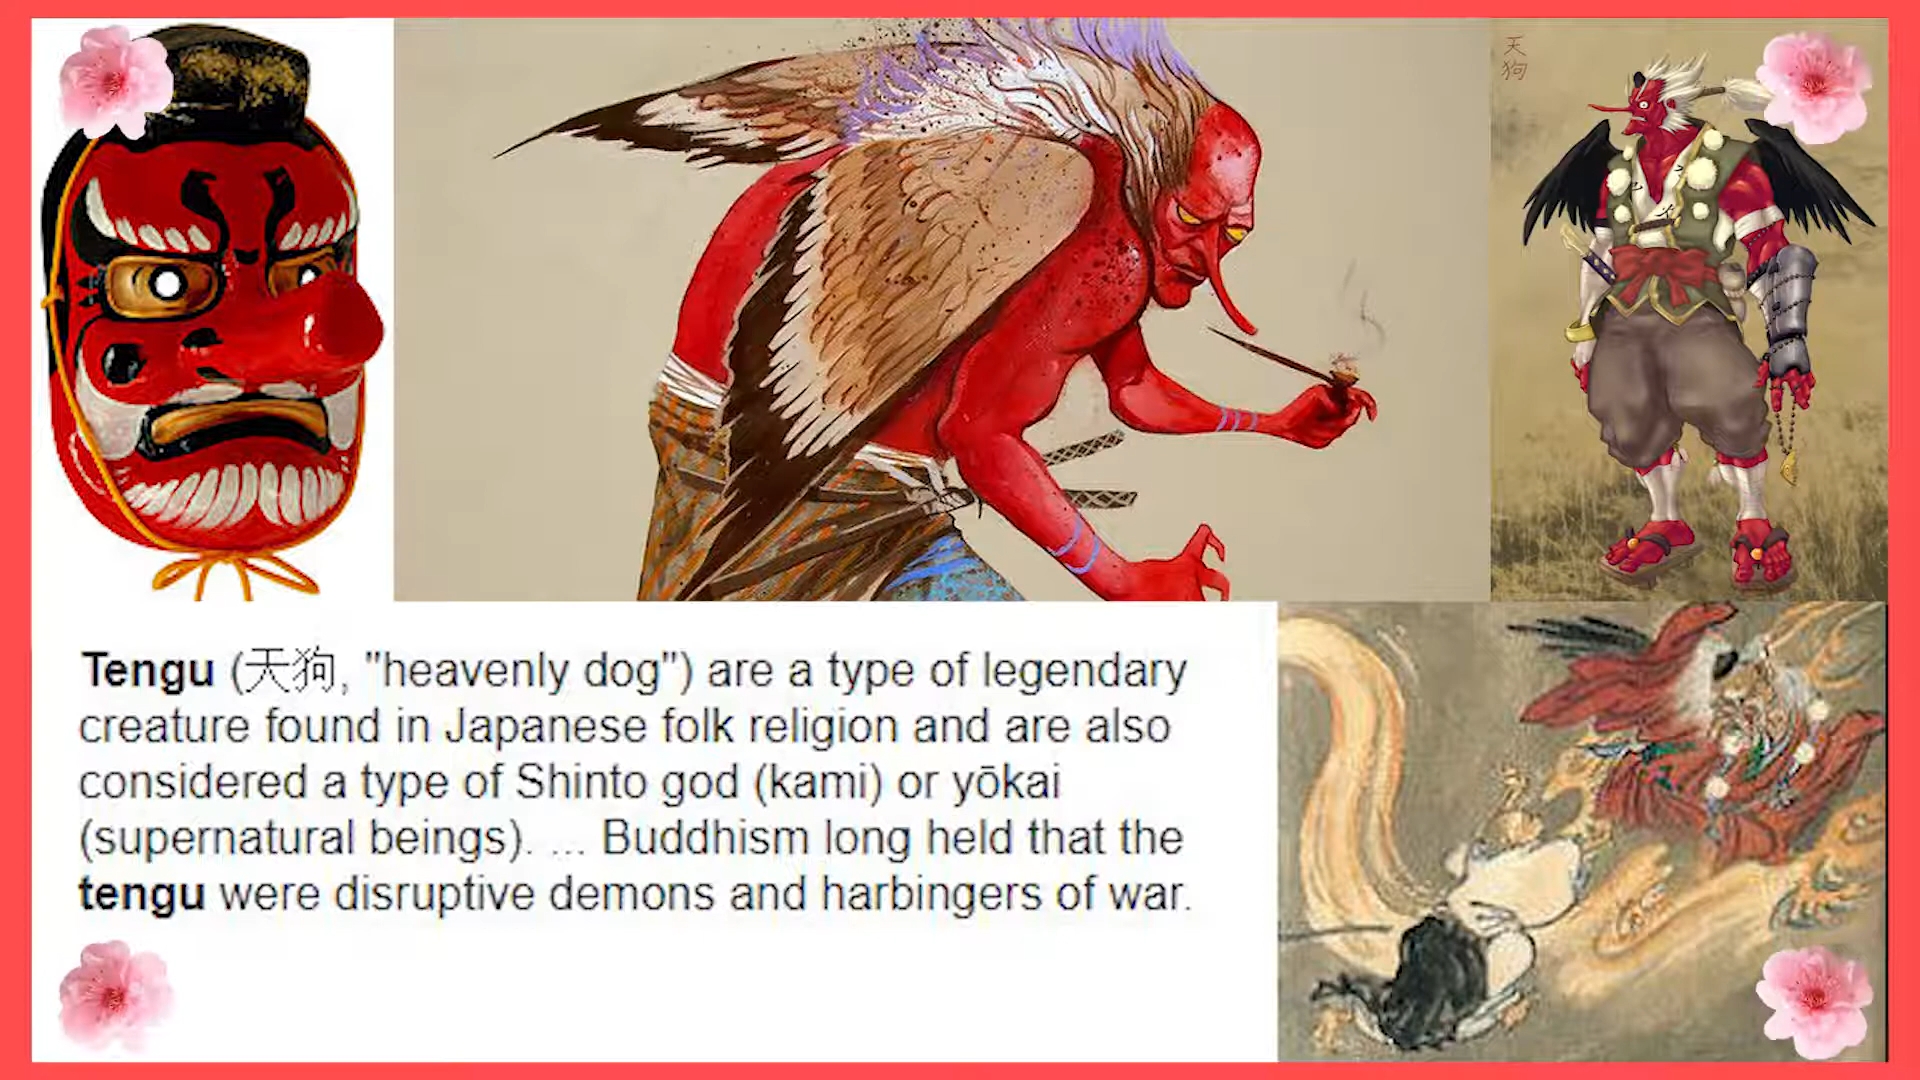 天
狗
Tengu (天狗, "heavenly dog") are a type of legendary
creature found in Japanese folk religion and are also
considered a type of Shinto god (kami) or yōkai
(supernatural beings). ... Buddhism long held that the
tengu were disruptive demons and harbingers of war.